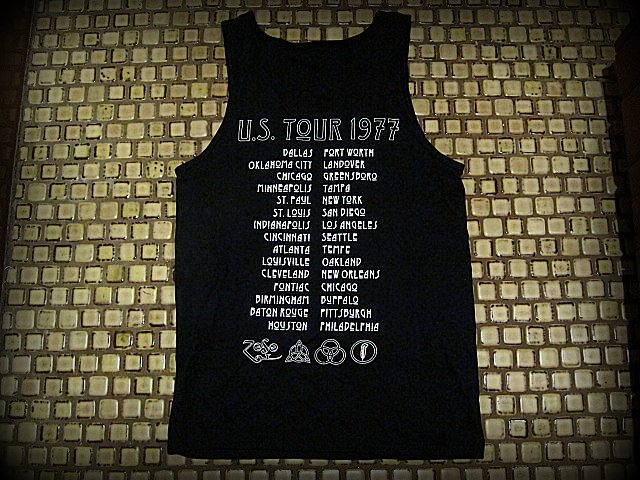 U.S. TOUR 1977
DALLAS FORT WORTH
OKLAHOMA CITY LANDOVER
CHICAGO GREENSBORO
MINNEAPOLIS TAMPA
ST. PAUL NEW YORK
ST. LOUIS SAN DIEGO
INDIANAPOLIS LOS ANGELES
CINCINNATI SEATTLE
ATLANTA TEMPE
LOUISVILLE OAKLAND
CLEVELAND NEW ORLEANS
PONTIAC CHICAGO
BIRMINGHAM BUFFALO
BATON ROUGE PITTSBURGH
HOUSTON PHILADELPHIA
ZoSo